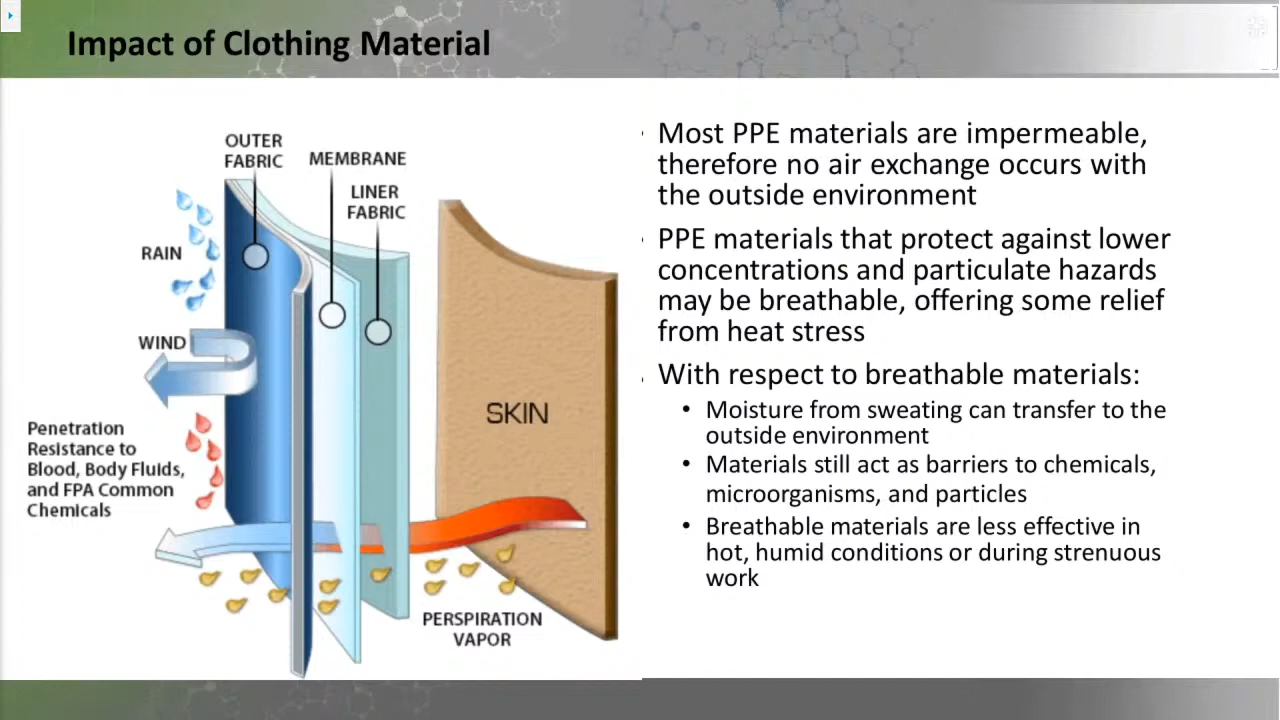 Impact of Clothing Material
OUTER
FABRIC
MEMBRANE
LINER
FABRIC
RAIN
WIND
Penetration
Resistance to
Blood, Body Fluids,
and FPA Common
Chemicals
SKIN
PERSPIRATION
VAPOR
• Most PPE materials are impermeable,
therefore no air exchange occurs with
the outside environment
• PPE materials that protect against lower
concentrations and particulate hazards
may be breathable, offering some relief
from heat stress
• With respect to breathable materials:
• Moisture from sweating can transfer to the
outside environment
• Materials still act as barriers to chemicals,
microorganisms, and particles
• Breathable materials are less effective in
hot, humid conditions or during strenuous
work